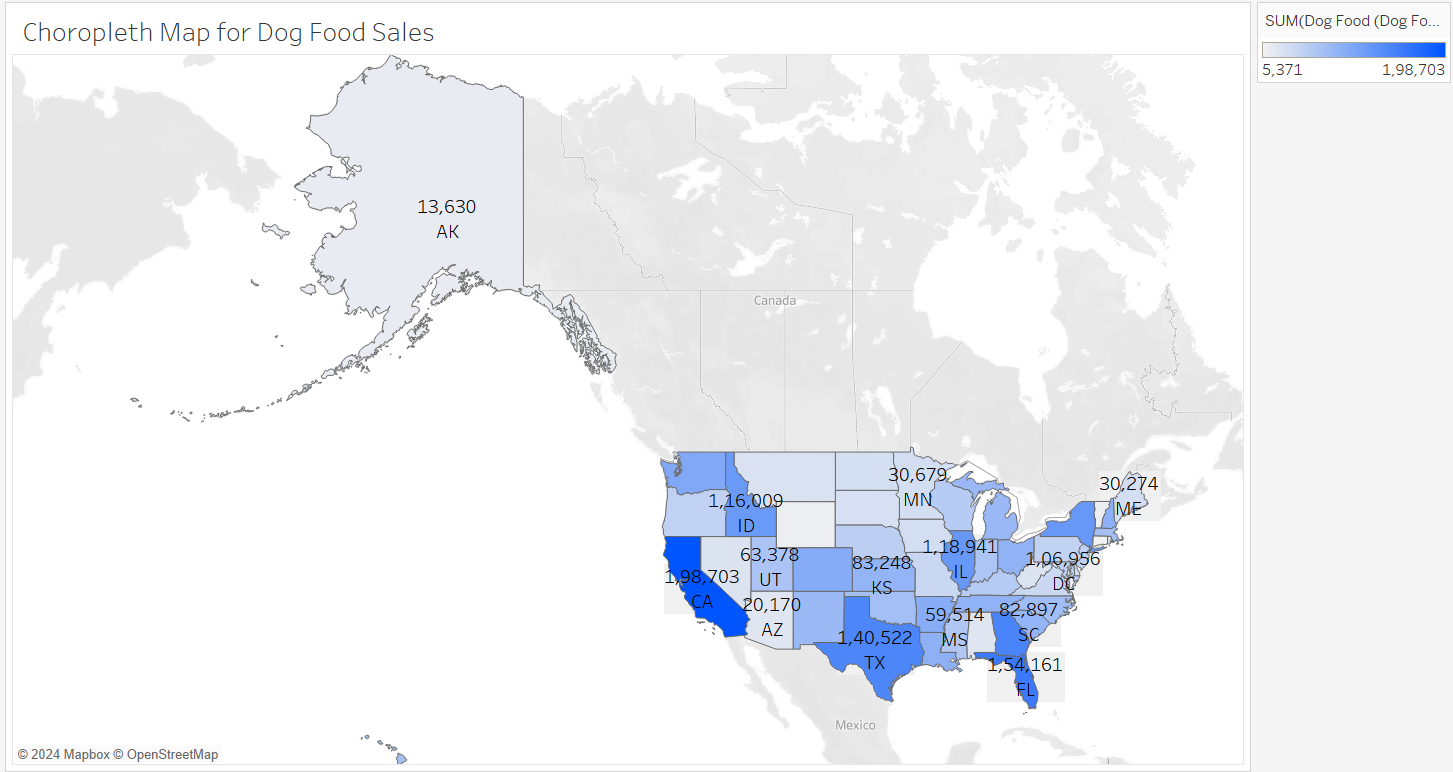 Choropleth Map for Dog Food Sales
SUM(Dog Food (Dog Fo...
5,371 1,98,703
13,630
AK
Canada
30,679
MN
30,274
ME
1,16,009
ID
1,18,941
IL
63,378
UT
83,248
KS
1,06,956
DC
1,98,703
CA
20,170
AZ
59,514
MS
82,897
SC
1,40,522
TX
1,54,161
FL
Mexico
© 2024 Mapbox © OpenStreetMap